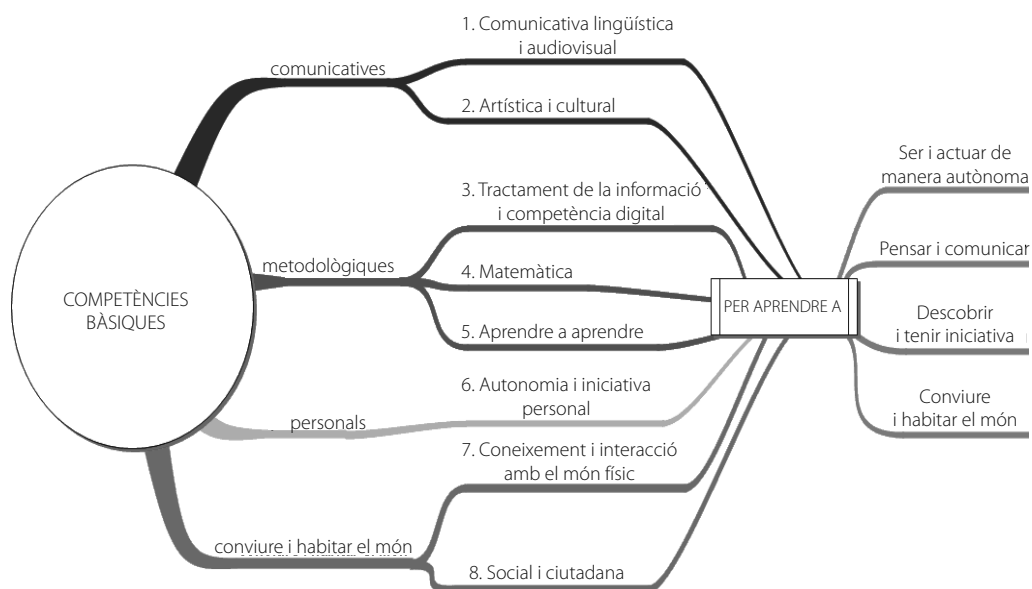 COMPETÈNCIES
BÀSIQUES
comunicatives
1. Comunicativa lingüística
i audiovisual
2. Artística i cultural
metodològiques
3. Tractament de la informació
i competència digital
4. Matemàtica
5. Aprendre a aprendre
personals
6. Autonomia i iniciativa
personal
conviure i habitar el món
7. Coneixement i interacció
amb el món físic
8. Social i ciutadana
PER APRENDRE A
Ser i actuar de
manera autònoma
Pensar i comunicar
Descobrir
i tenir iniciativa
Conviure
i habitar el món